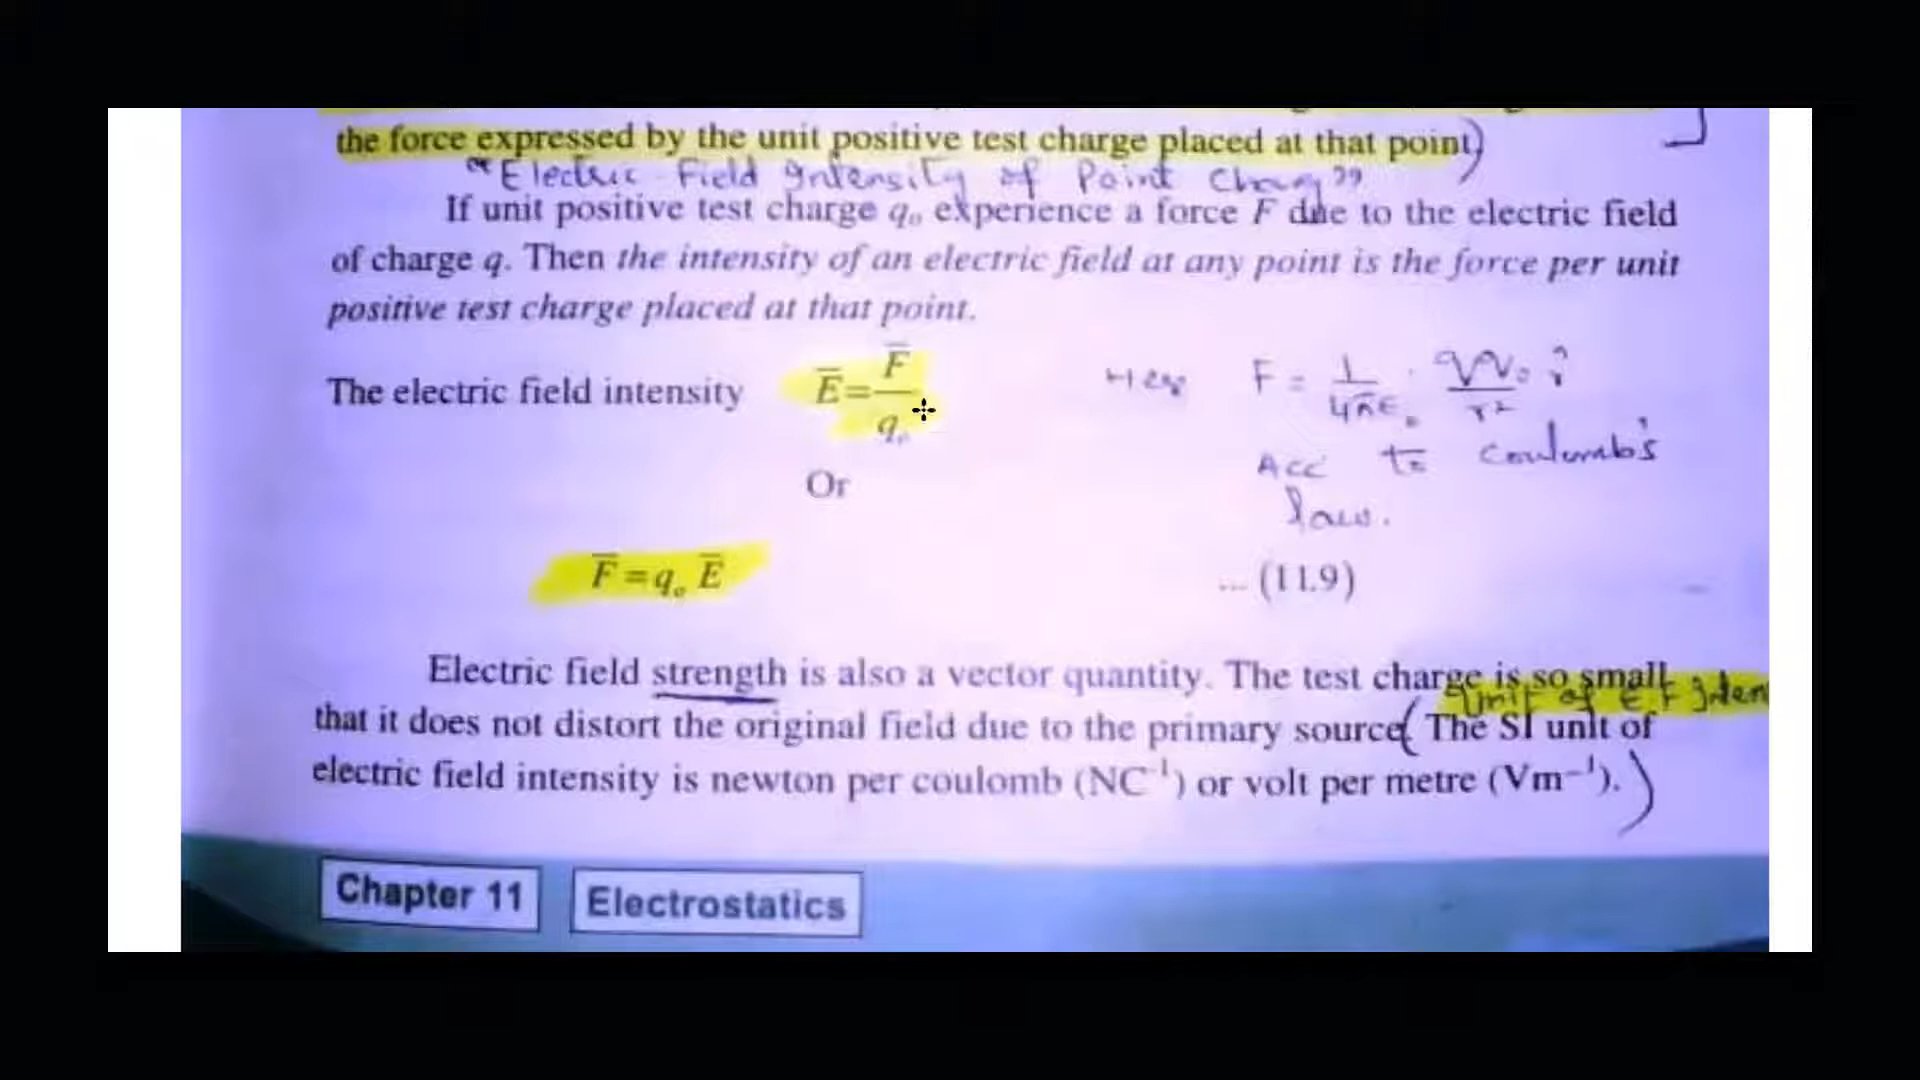 the force expressed by the unit positive test charge placed at that point)
"Electric Field Intensity of Point Charg"
If unit positive test charge qₒ experience a force F due to the electric field
of charge q. Then the intensity of an electric field at any point is the force per unit
positive test charge placed at that point.
The electric field intensity E̅ = F̅/qₒ
Her F = 1/4πε₀ · qq₀/r² r̂
Acc to Coulomb's
law.
Or
F̅ = qₒ E̅ ... (11.9)
Electric field strength is also a vector quantity. The test charge is so small
Unit of E.F Inten
that it does not distort the original field due to the primary source(The SI unit of
electric field intensity is newton per coulomb (NC⁻¹) or volt per metre (Vm⁻¹).)
Chapter 11
Electrostatics